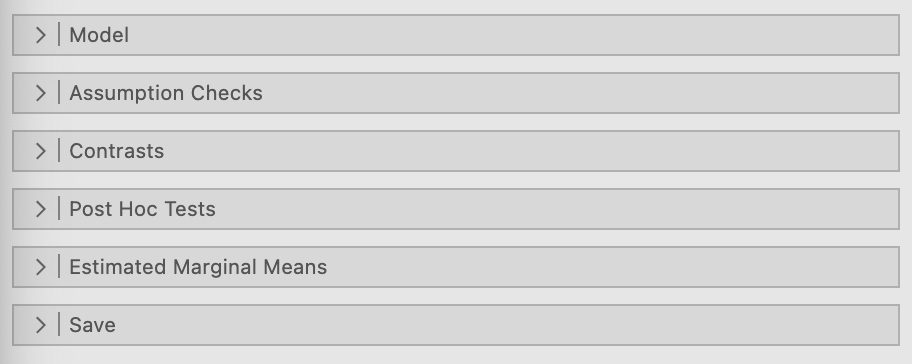 Model
Assumption Checks
Contrasts
Post Hoc Tests
Estimated Marginal Means
Save